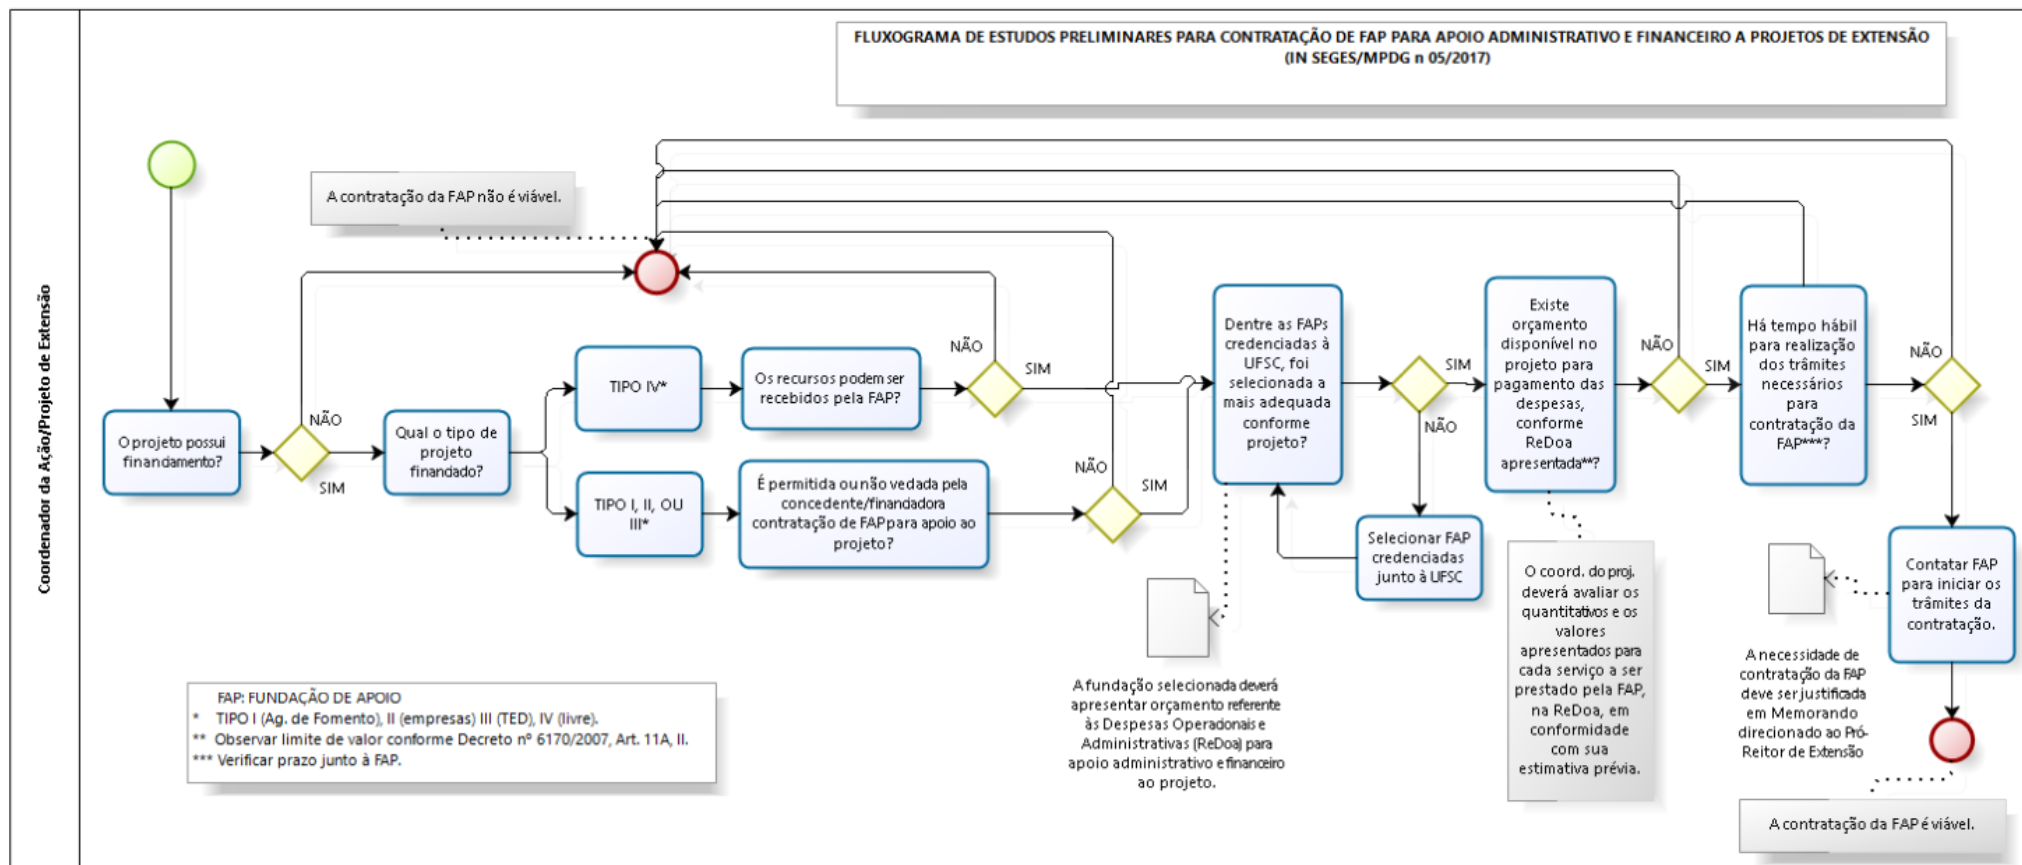 FLUXOGRAMA DE ESTUDOS PRELIMINARES PARA CONTRATAÇÃO DE FAP PARA APOIO ADMINISTRATIVO E FINANCEIRO A PROJETOS DE EXTENSÃO
(IN SEGES/MPDG n 05/2017)
Coordenador da Ação/Projeto de Extensão
A contratação da FAP não é viável.
O projeto possui
financiamento?
NÃO
SIM
Qual o tipo de
projeto
financiado?
TIPO IV*
Os recursos podem ser
recebidos pela FAP?
NÃO
SIM
TIPO I, II, OU
III*
É permitida ou não vedada pela
concedente/financiadora
contratação de FAP para apoio ao
projeto?
NÃO
SIM
Dentre as FAPs
credenciadas à
UFSC, foi
selecionada a
mais adequada
conforme
projeto?
SIM
NÃO
Selecionar FAP
credenciadas
junto à UFSC
A fundação selecionada deverá
apresentar orçamento referente
às Despesas Operacionais e
Administrativas (ReDoa) para
apoio administrativo e financeiro
ao projeto.
Existe
orçamento
disponível no
projeto para
pagamento das
despesas,
conforme
ReDoa
apresentada**?
NÃO
SIM
O coord. do proj.
deverá avaliar os
quantitativos e os
valores
apresentados para
cada serviço a ser
prestado pela FAP,
na ReDoa, em
conformidade
com sua
estimativa prévia.
Há tempo hábil
para realização
dos trâmites
necessários
para
contratação da
FAP***?
NÃO
SIM
Contatar FAP
para iniciar os
trâmites da
contratação.
A necessidade de
contratação da FAP
deve ser justificada
em Memorando
direcionado ao Pró-
Reitor de Extensão
A contratação da FAP é viável.
FAP: FUNDAÇÃO DE APOIO
* TIPO I (Ag. de Fomento), II (empresas) III (TED), IV (livre).
** Observar limite de valor conforme Decreto nº 6170/2007, Art. 11A, II.
*** Verificar prazo junto à FAP.